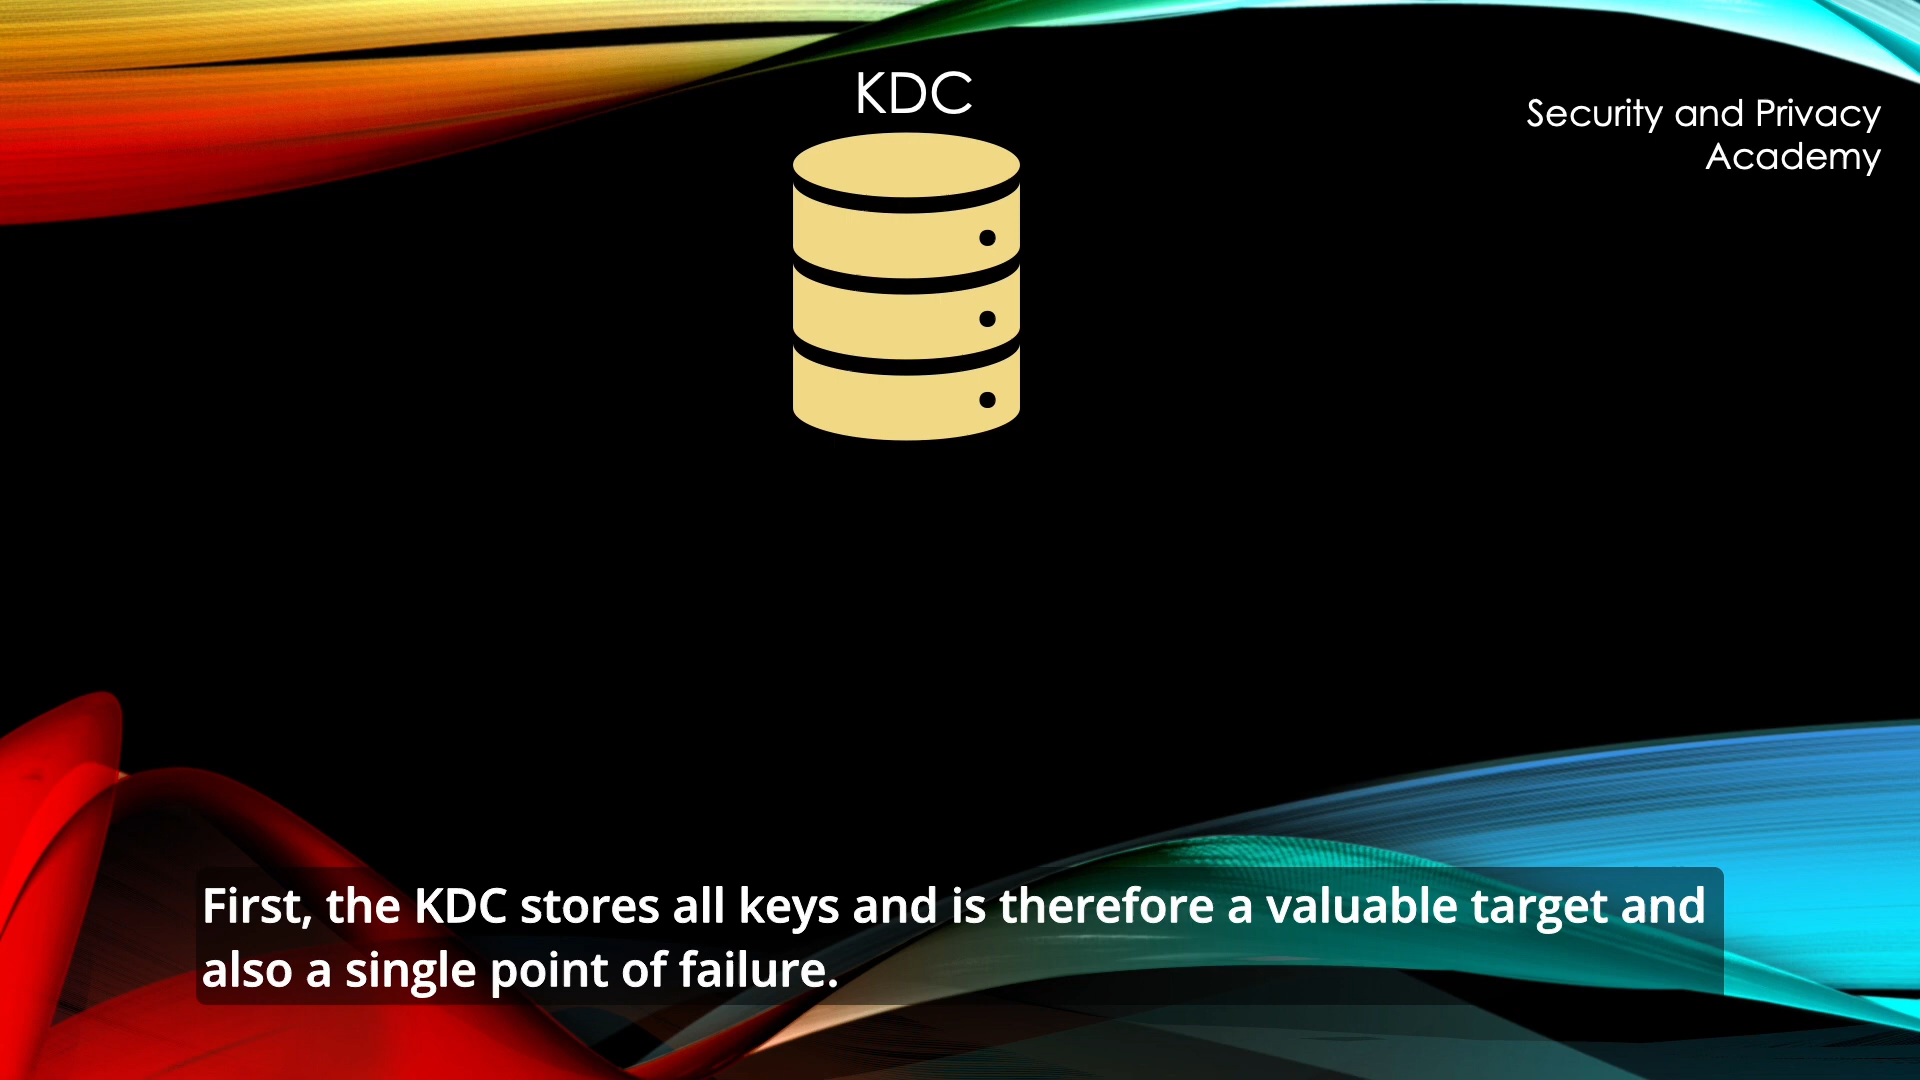 KDC
Security and Privacy
Academy
First, the KDC stores all keys and is therefore a valuable target and
also a single point of failure.